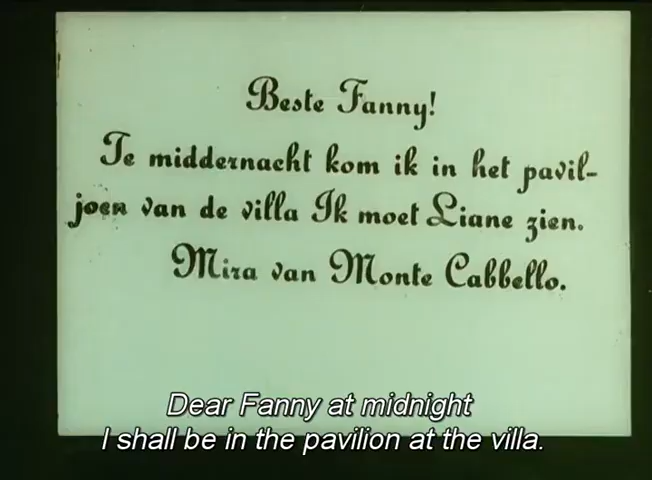 Beste Fanny!
Te middernacht kom ik in het pavil-
joen van de villa Ik moet Liane zien.
Mira van Monte Cabbello.
Dear Fanny at midnight
I shall be in the pavilion at the villa.